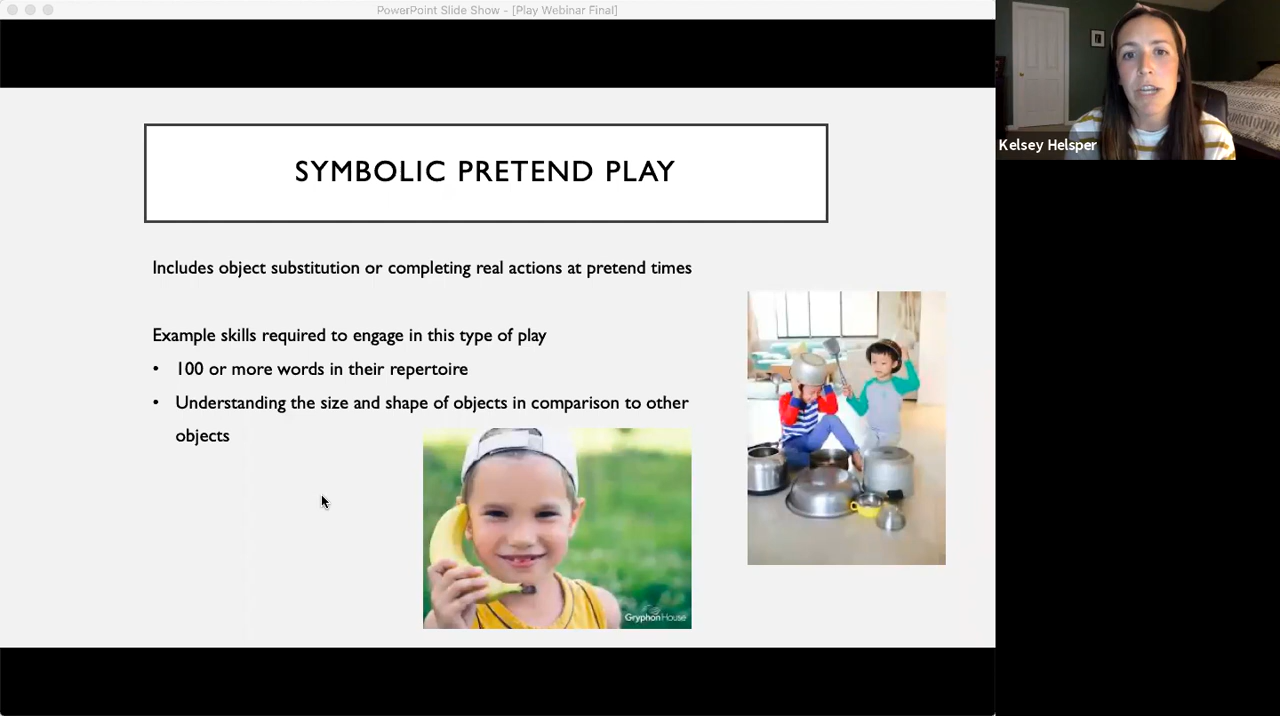 PowerPoint Slide Show - [Play Webinar Final]
Kelsey Helsper
SYMBOLIC PRETEND PLAY
Includes object substitution or completing real actions at pretend times
Example skills required to engage in this type of play
• 100 or more words in their repertoire
• Understanding the size and shape of objects in comparison to other
objects
GryphonHouse